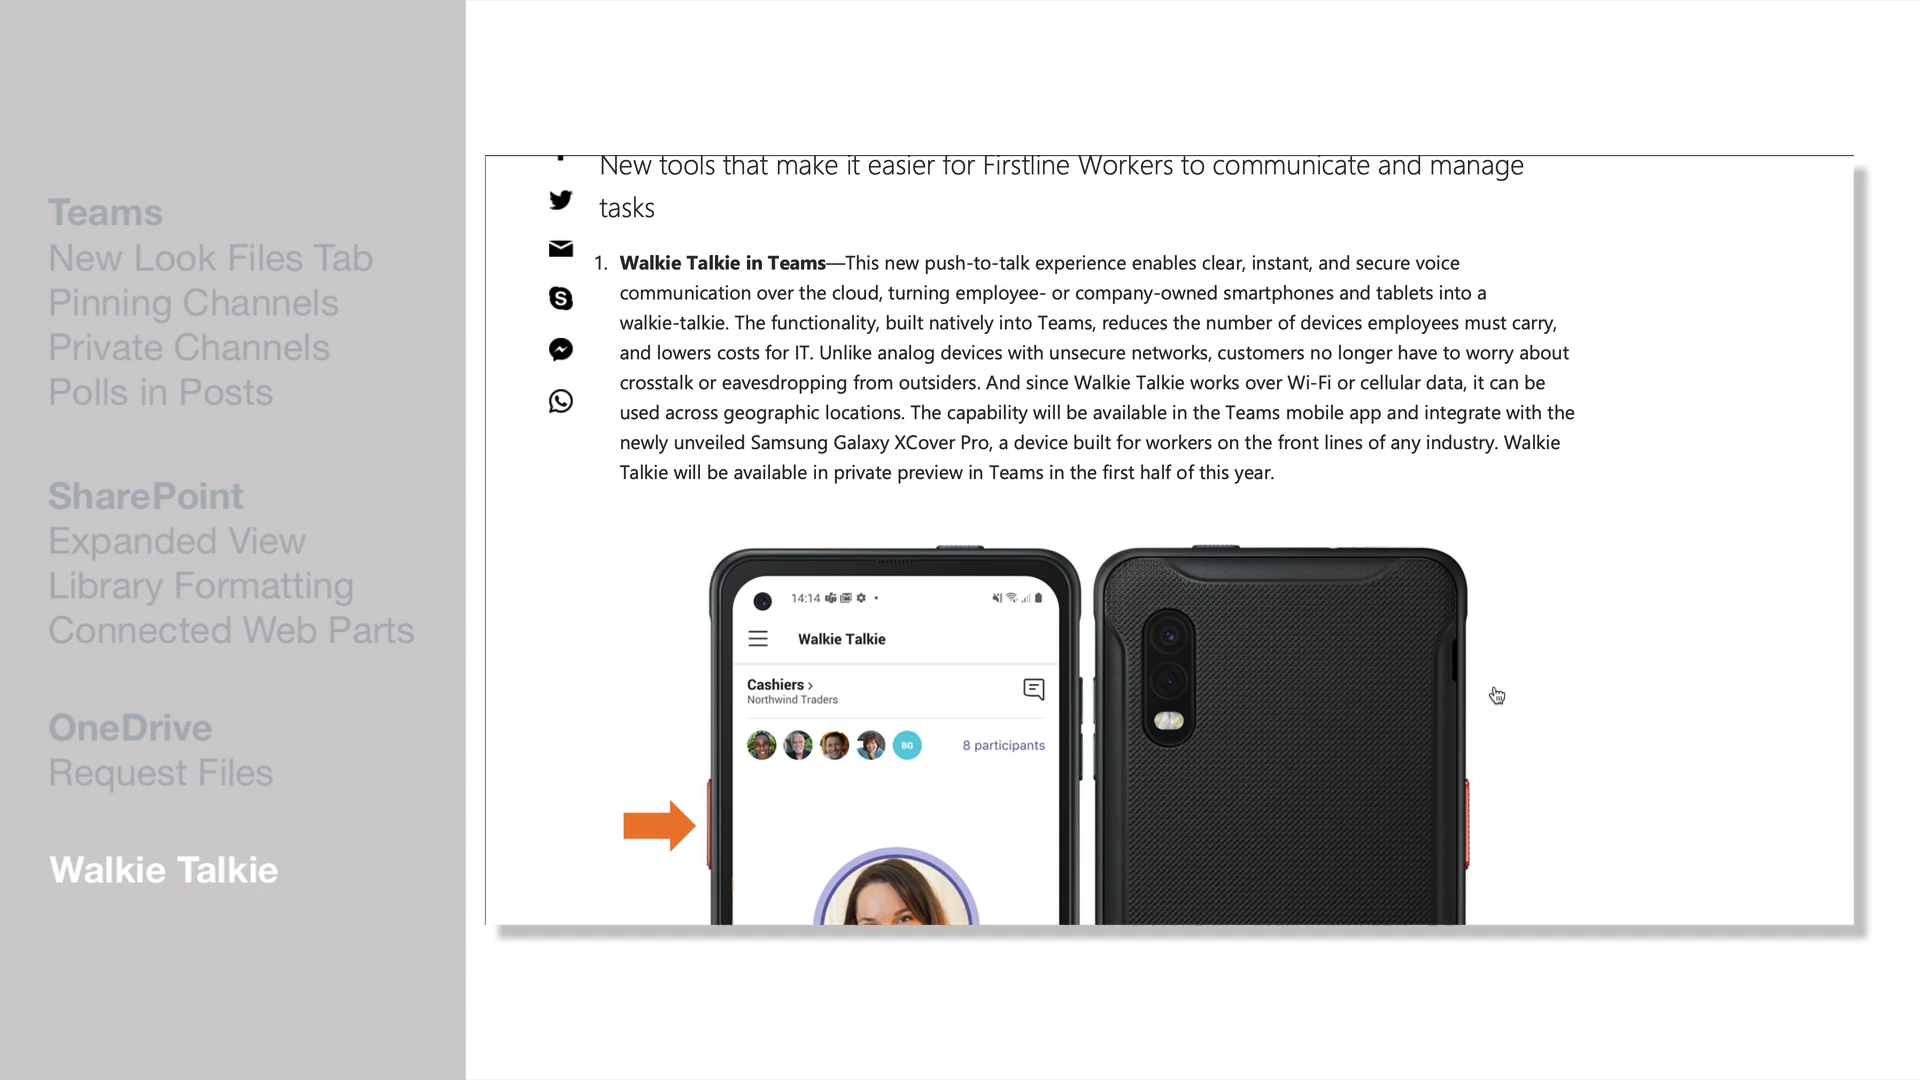 Teams
New Look Files Tab
Pinning Channels
Private Channels
Polls in Posts
SharePoint
Expanded View
Library Formatting
Connected Web Parts
OneDrive
Request Files
Walkie Talkie
New tools that make it easier for Firstline Workers to communicate and manage
tasks
1. Walkie Talkie in Teams—This new push-to-talk experience enables clear, instant, and secure voice
communication over the cloud, turning employee- or company-owned smartphones and tablets into a
walkie-talkie. The functionality, built natively into Teams, reduces the number of devices employees must carry,
and lowers costs for IT. Unlike analog devices with unsecure networks, customers no longer have to worry about
crosstalk or eavesdropping from outsiders. And since Walkie Talkie works over Wi-Fi or cellular data, it can be
used across geographic locations. The capability will be available in the Teams mobile app and integrate with the
newly unveiled Samsung Galaxy XCover Pro, a device built for workers on the front lines of any industry. Walkie
Talkie will be available in private preview in Teams in the first half of this year.
14:14
Walkie Talkie
Cashiers >
Northwind Traders
BG
8 participants